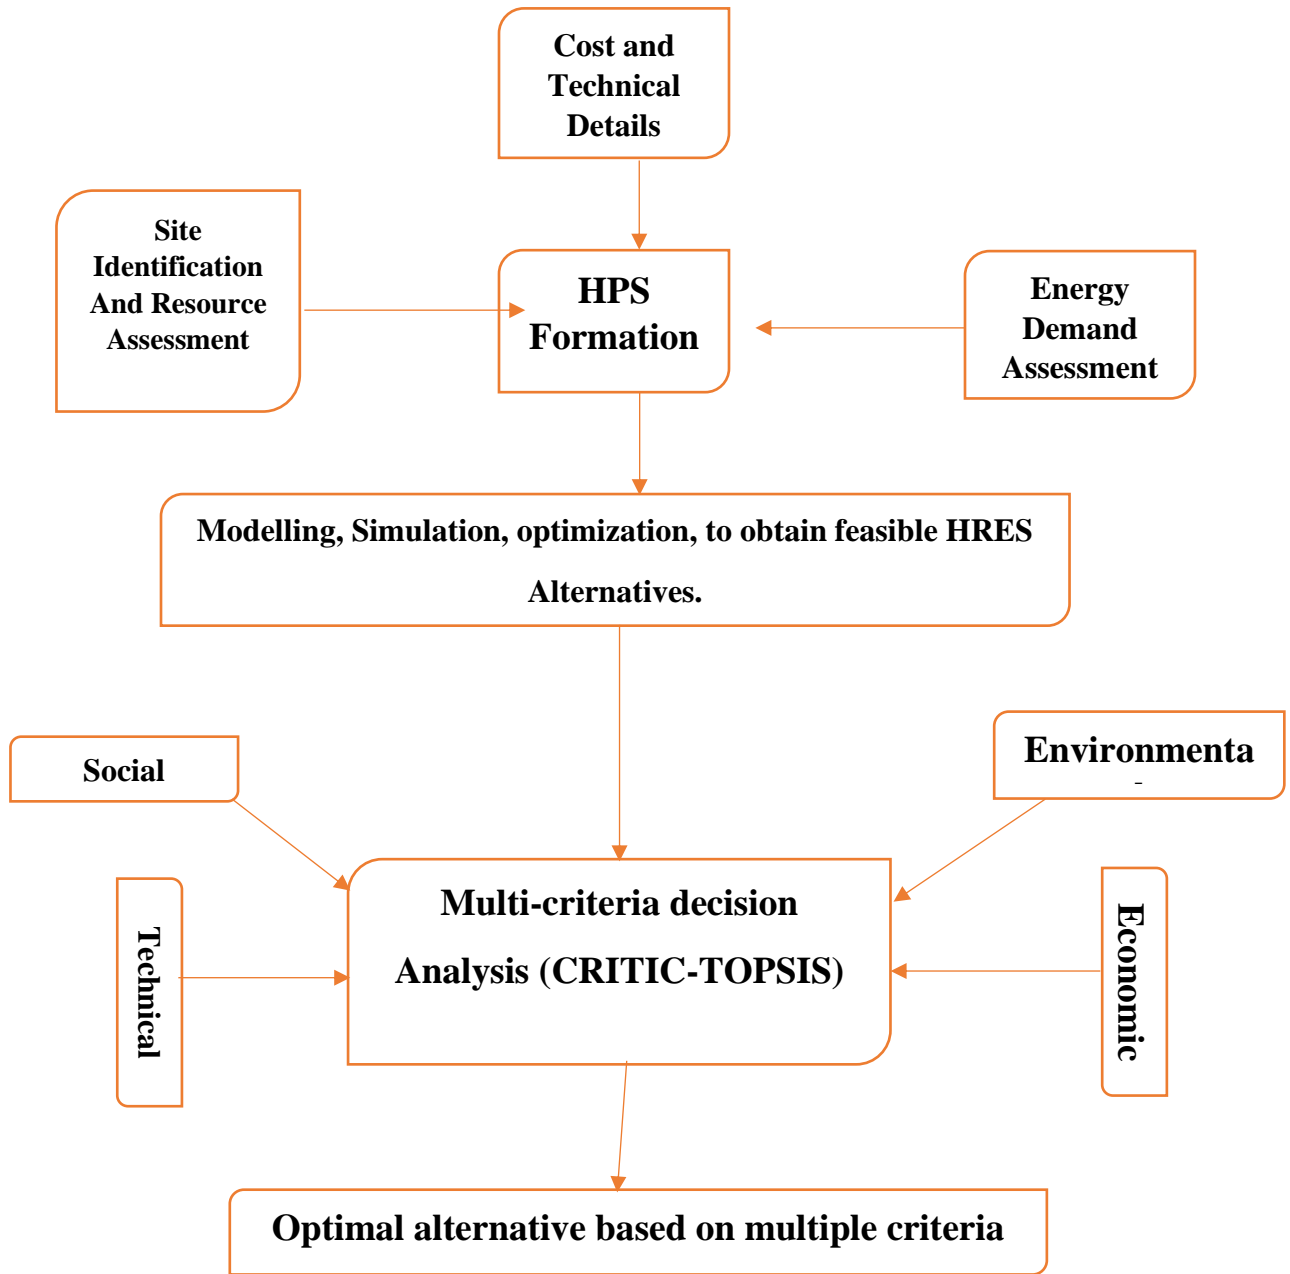 Cost and
Technical
Details
Site
Identification
And Resource
Assessment
HPS
Formation
Energy
Demand
Assessment
Modelling, Simulation, optimization, to obtain feasible HRES
Alternatives.
Social
Environmenta
Technical
Multi-criteria decision
Analysis (CRITIC-TOPSIS)
Economic
Optimal alternative based on multiple criteria